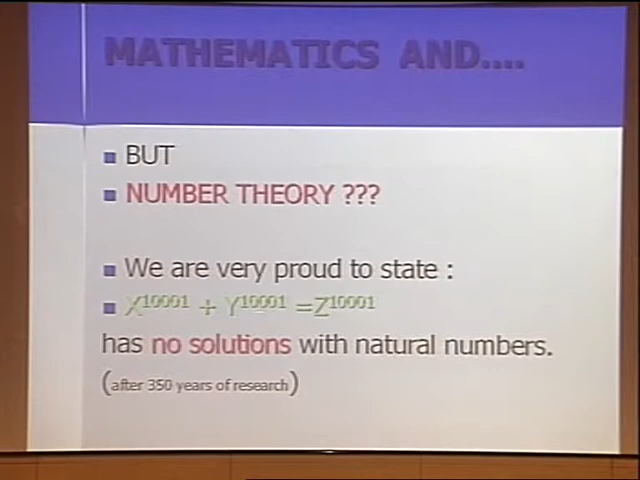 MATHEMATICS AND....
BUT
NUMBER THEORY ???
We are very proud to state :
X¹⁰⁰⁰¹ + Y¹⁰⁰⁰¹ =Z¹⁰⁰⁰¹
has no solutions with natural numbers.
(after 350 years of research)